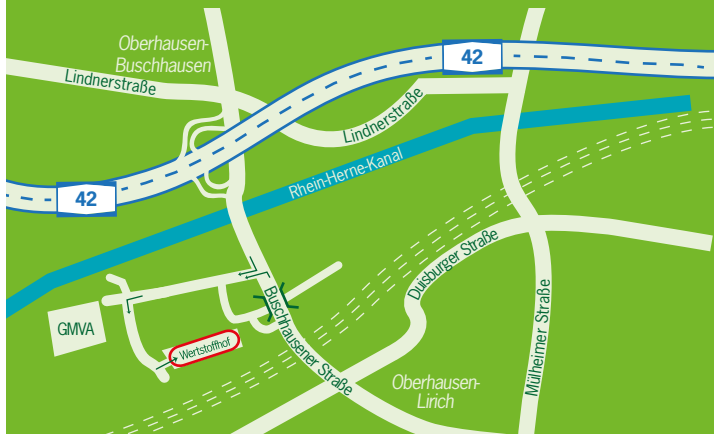 Oberhausen-
Buschhausen
42
Lindnerstraße
Lindnerstraße
Rhein-Herne-Kanal
42
Duisburger Straße
Buschhausener Straße
Mülheimer Straße
GMVA
Wertstoffhof
Oberhausen-
Lirich